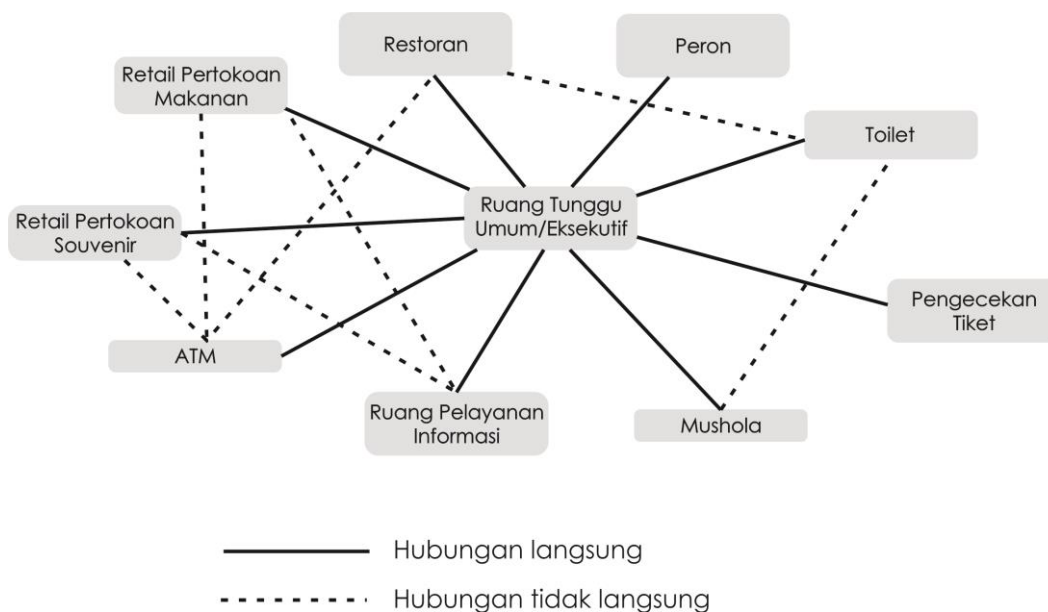 Restoran
Peron
Retail Pertokoan
Makanan
Toilet
Ruang Tunggu
Umum/Eksekutif
Retail Pertokoan
Souvenir
Pengecekan
Tiket
ATM
Ruang Pelayanan
Informasi
Mushola
Hubungan langsung
Hubungan tidak langsung